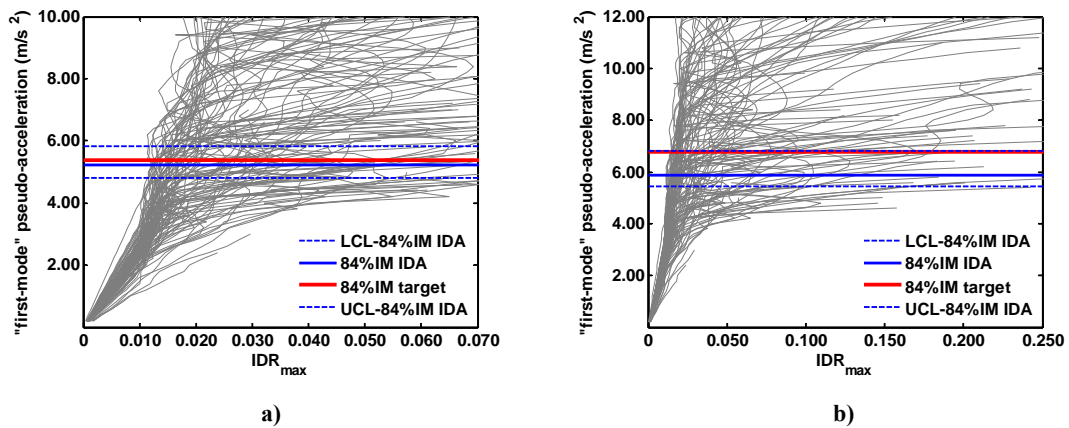 "first-mode" pseudo-acceleration (m/s²)
10.00
8.00
6.00
4.00
2.00
0
0.010
0.020
0.030
0.040
0.050
0.060
0.070
IDRmax
LCL-84%IM IDA
84%IM IDA
84%IM target
UCL-84%IM IDA
a)
"first-mode" pseudo-acceleration (m/s²)
12.00
10.00
8.00
6.00
4.00
2.00
0
0.050
0.100
0.150
0.200
0.250
IDRmax
LCL-84%IM IDA
84%IM IDA
84%IM target
UCL-84%IM IDA
b)